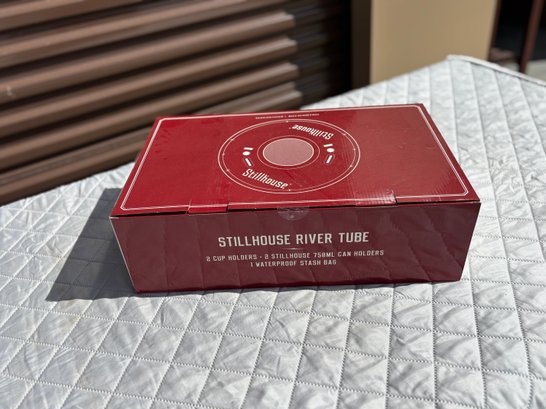 Stillhouse
Stillhouse
STILLHOUSE RIVER TUBE
2 CUP HOLDERS • 2 STILLHOUSE 750ML CAN HOLDERS
1 WATERPROOF STASH BAG